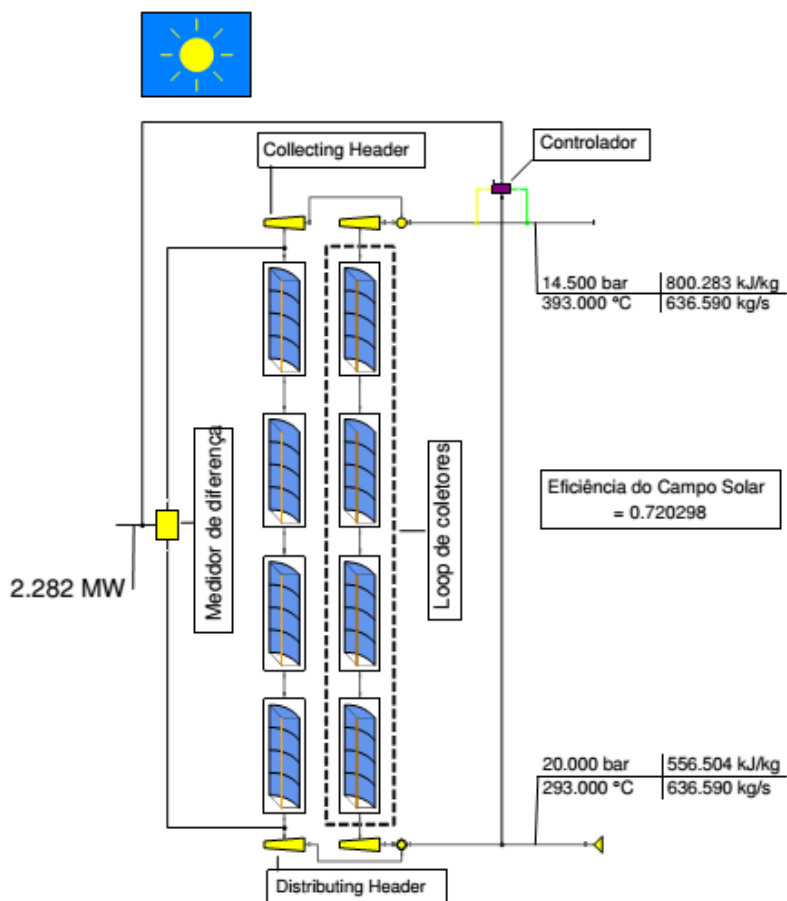 Collecting Header
Controlador
14.500 bar 800.283 kJ/kg
393.000 °C 636.590 kg/s
Medidor de diferença
Loop de coletores
Eficiência do Campo Solar
= 0.720298
2.282 MW
20.000 bar 556.504 kJ/kg
293.000 °C 636.590 kg/s
Distributing Header